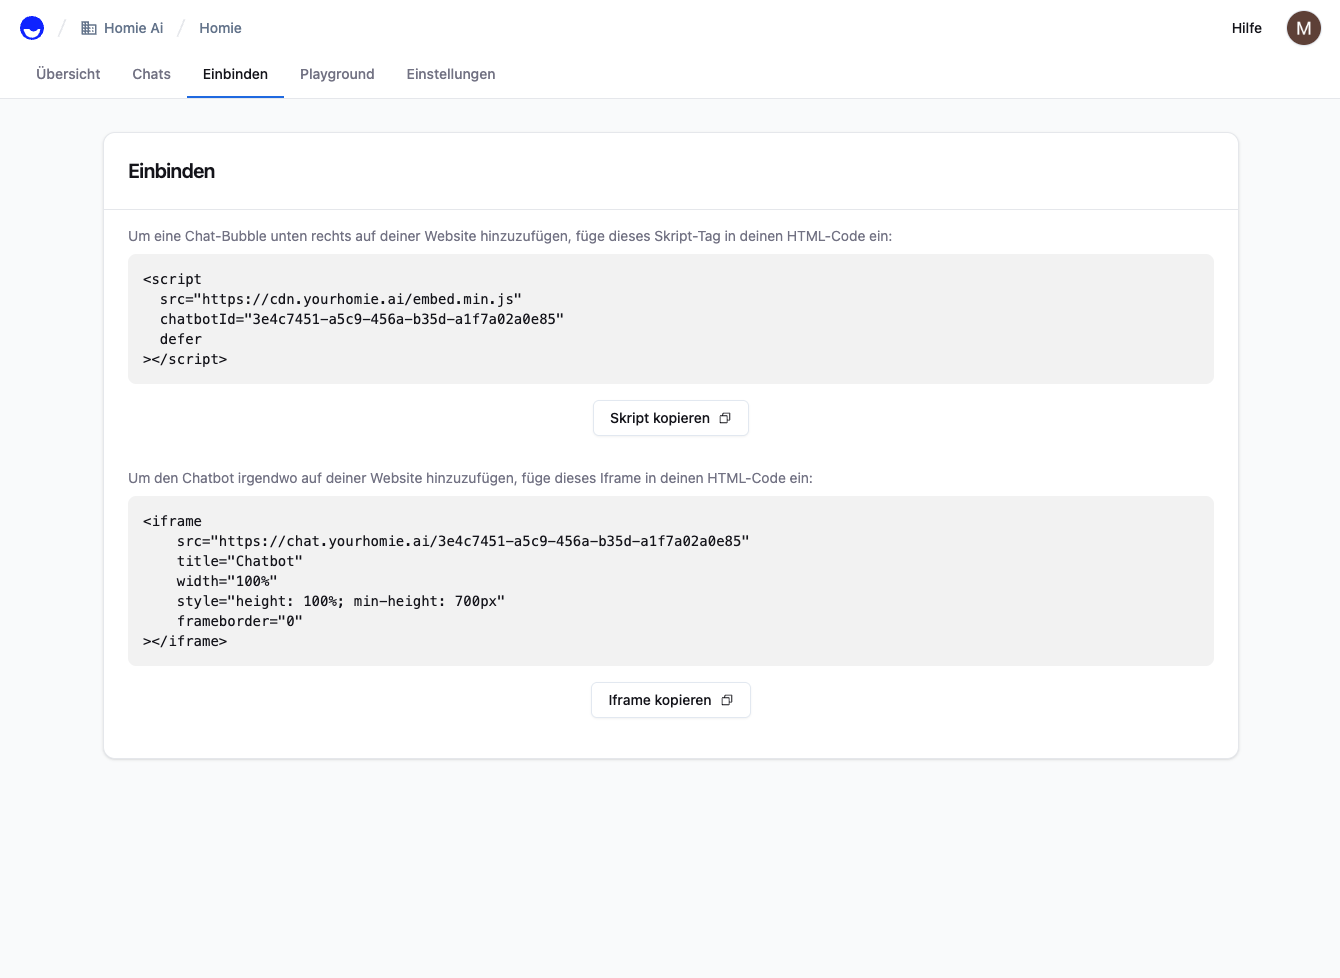 Homie Ai
Homie
Hilfe
M
Übersicht
Chats
Einbinden
Playground
Einstellungen
Einbinden
Um eine Chat-Bubble unten rechts auf deiner Website hinzuzufügen, füge dieses Skript-Tag in deinen HTML-Code ein:
<script
  src="https://cdn.yourhomie.ai/embed.min.js"
  chatbotId="3e4c7451-a5c9-456a-b35d-a1f7a02a0e85"
  defer
></script>
Skript kopieren
Um den Chatbot irgendwo auf deiner Website hinzuzufügen, füge dieses Iframe in deinen HTML-Code ein:
<iframe
    src="https://chat.yourhomie.ai/3e4c7451-a5c9-456a-b35d-a1f7a02a0e85"
    title="Chatbot"
    width="100%"
    style="height: 100%; min-height: 700px"
    frameborder="0"
></iframe>
Iframe kopieren